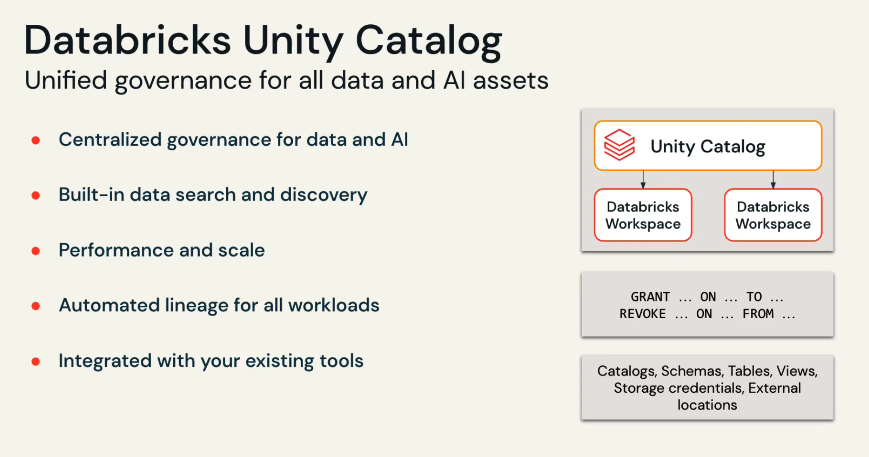 Databricks Unity Catalog
Unified governance for all data and AI assets
Centralized governance for data and AI
Built-in data search and discovery
Performance and scale
Automated lineage for all workloads
Integrated with your existing tools
Unity Catalog
Databricks
Workspace
Databricks
Workspace
GRANT ... ON ... TO ...
REVOKE ... ON ... FROM ...
Catalogs, Schemas, Tables, Views,
Storage credentials, External
locations